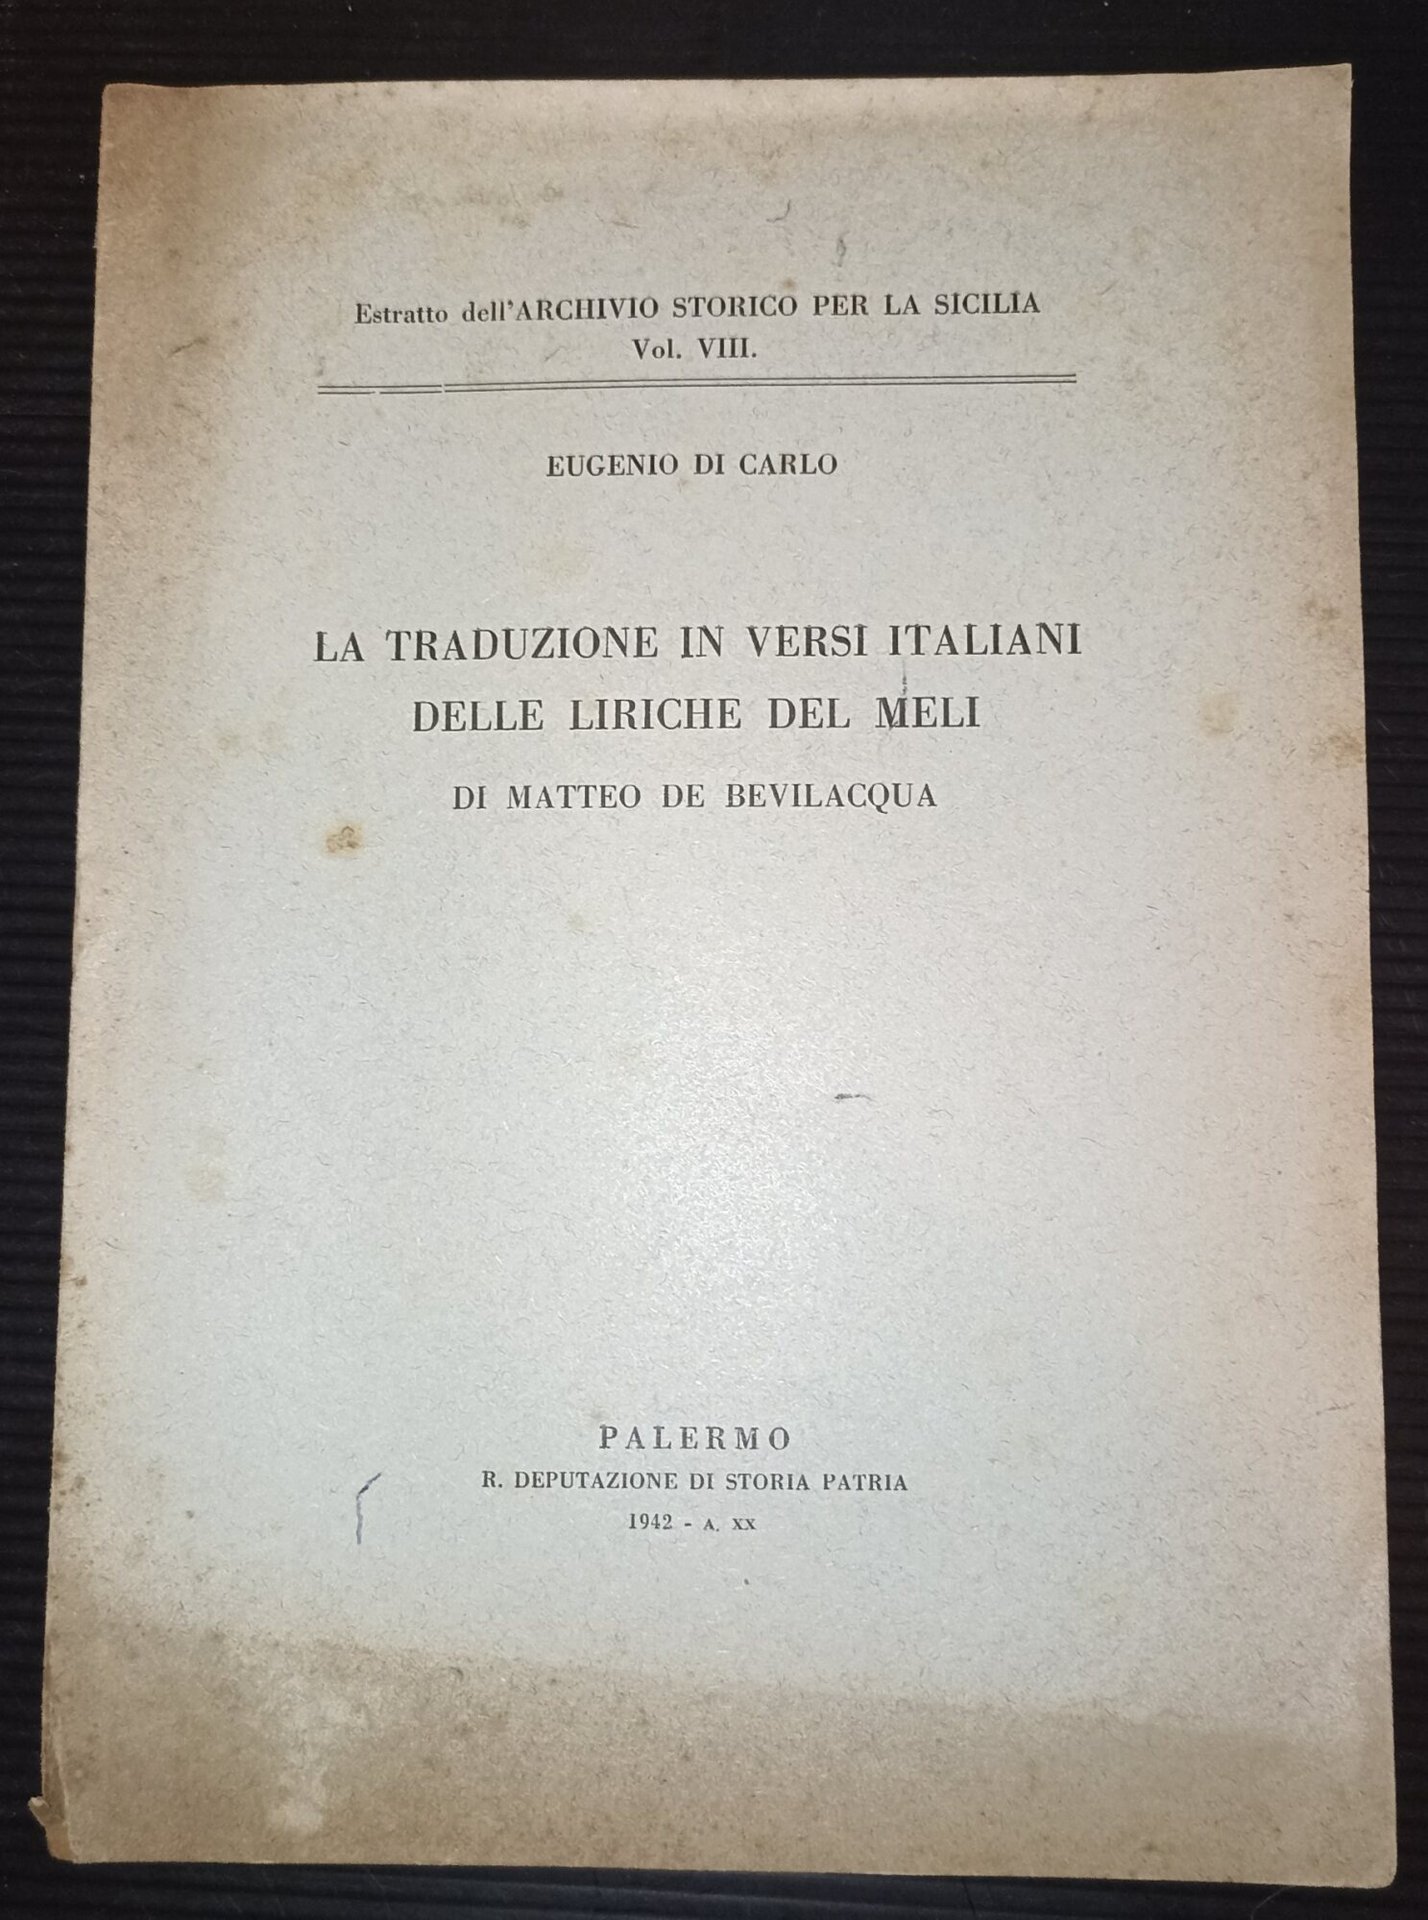 Estratto dell'ARCHIVIO STORICO PER LA SICILIA
Vol. VIII.
EUGENIO DI CARLO
LA TRADUZIONE IN VERSI ITALIANI
DELLE LIRICHE DEL MELI
DI MATTEO DE BEVILACQUA
PALERMO
R. DEPUTAZIONE DI STORIA PATRIA
1942 - A. XX